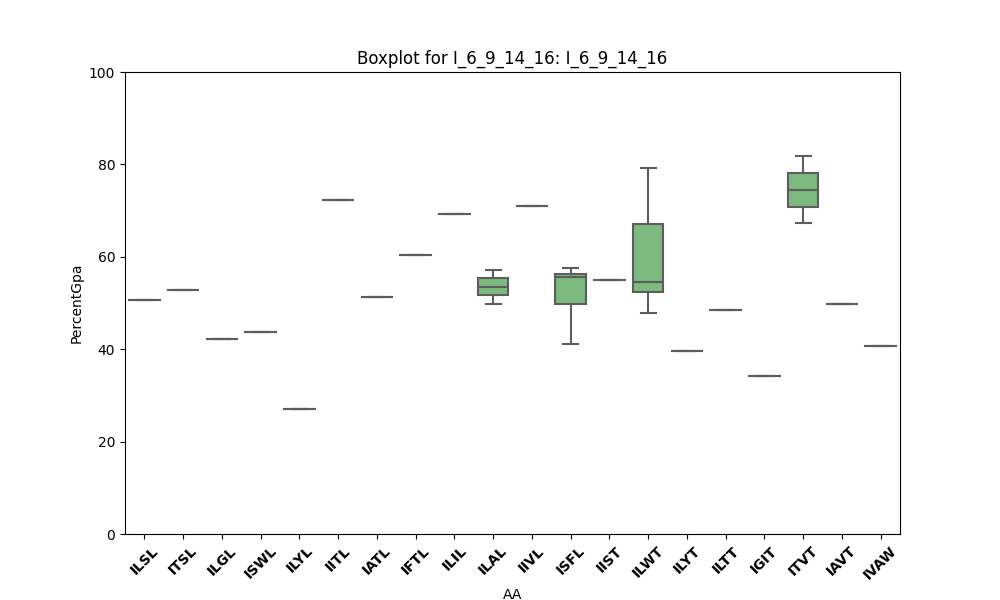 Boxplot for I_6_9_14_16: I_6_9_14_16
100
80
60
40
20
0
PercentGpa
ILSL ITSL ILGL ISWL ILYL IITL IATL IFTL ILIL ILAL IIVL ISFL IIST ILWT ILYT ILTT IGIT ITVT IAVT IVAW
AA